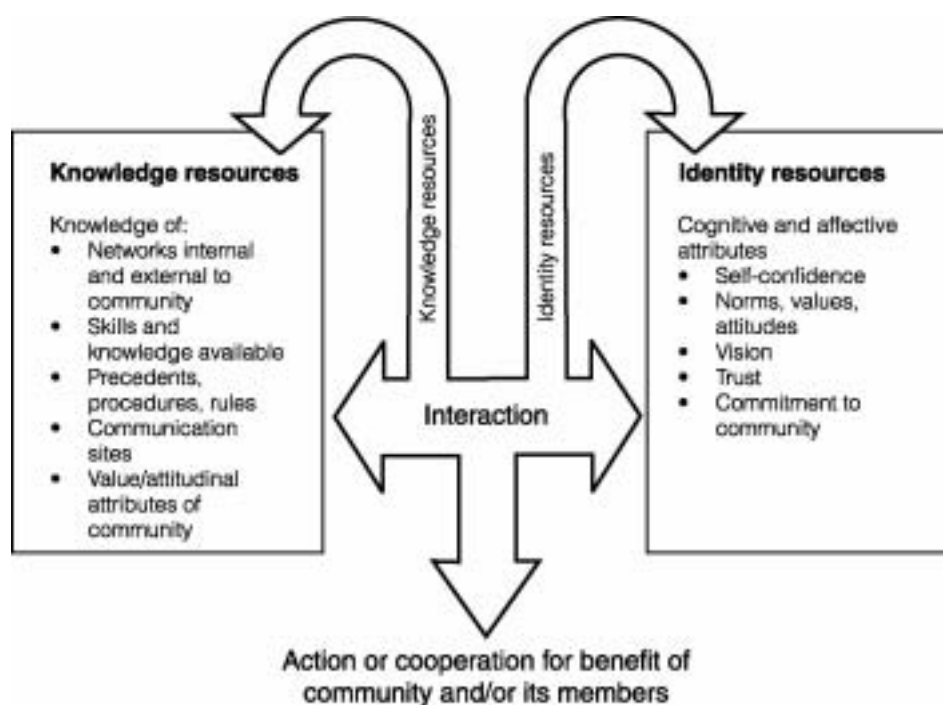 Knowledge resources
Knowledge of:
• Networks internal
and external to
community
• Skills and
knowledge available
• Precedents,
procedures, rules
• Communication
sites
• Value/attitudinal
attributes of
community
Knowledge resources
Identity resources
Interaction
Identity resources
Cognitive and affective
attributes
• Self-confidence
• Norms, values,
attitudes
• Vision
• Trust
• Commitment to
community
Action or cooperation for benefit of
community and/or its members